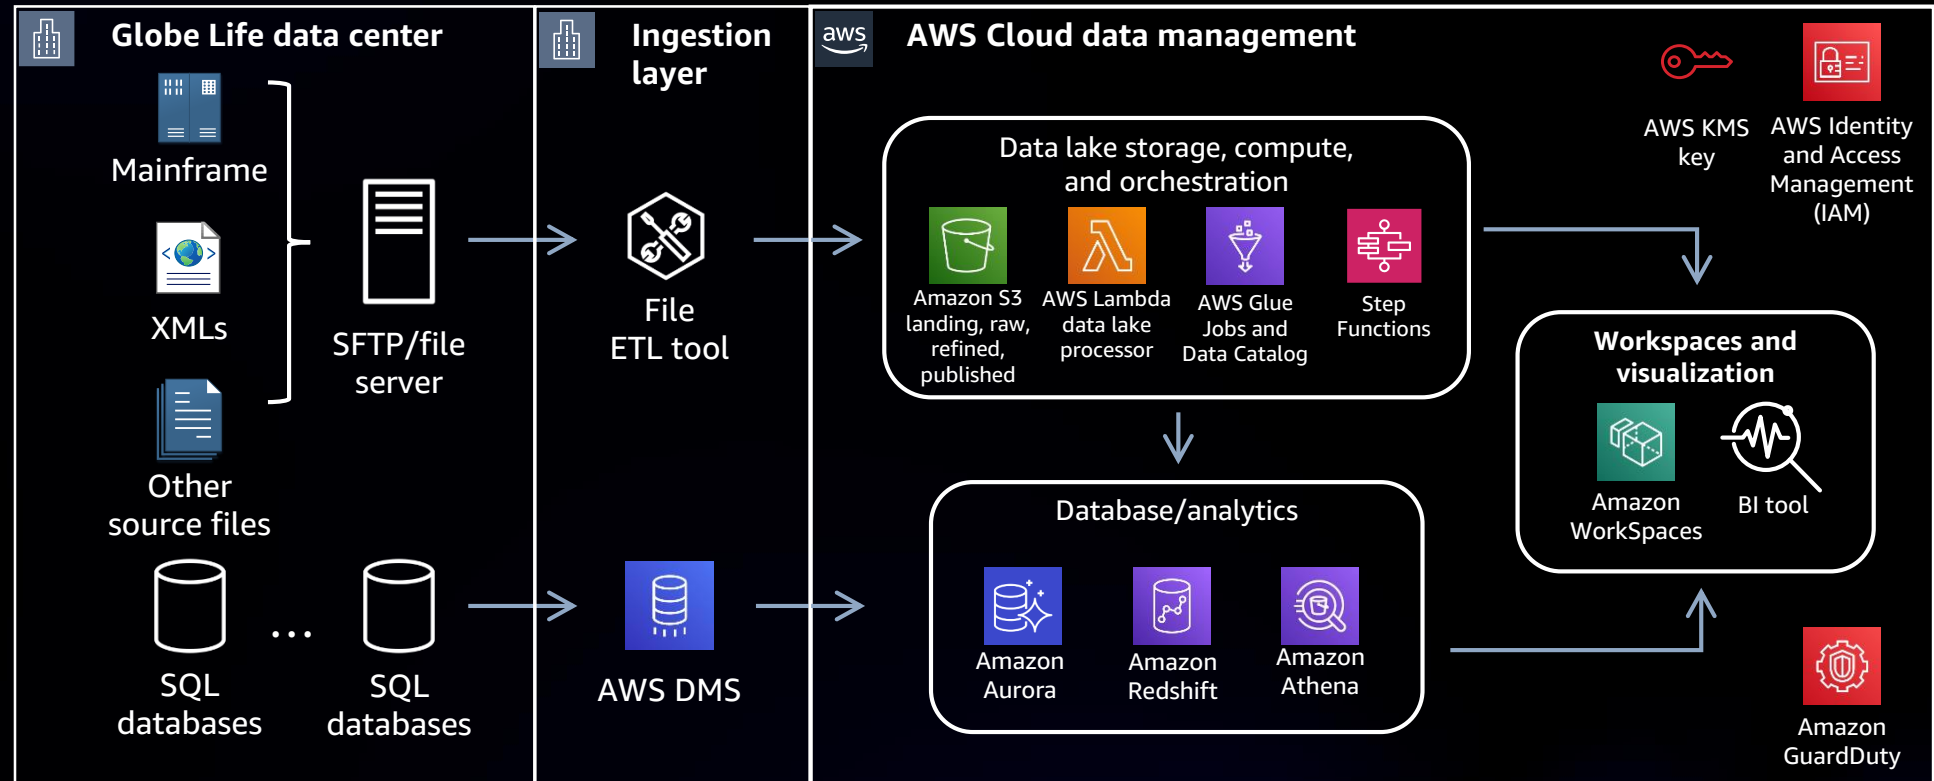 Globe Life data center
Mainframe
XMLs
Other
source files
SFTP/file
server
SQL
databases
...
SQL
databases
Ingestion
layer
File
ETL tool
AWS DMS
aws
AWS Cloud data management
Data lake storage, compute,
and orchestration
Amazon S3
landing, raw,
refined,
published
AWS Lambda
data lake
processor
AWS Glue
Jobs and
Data Catalog
Step
Functions
Database/analytics
Amazon
Aurora
Amazon
Redshift
Amazon
Athena
AWS KMS
key
AWS Identity
and Access
Management
(IAM)
Workspaces and
visualization
Amazon
WorkSpaces
BI tool
Amazon
GuardDuty